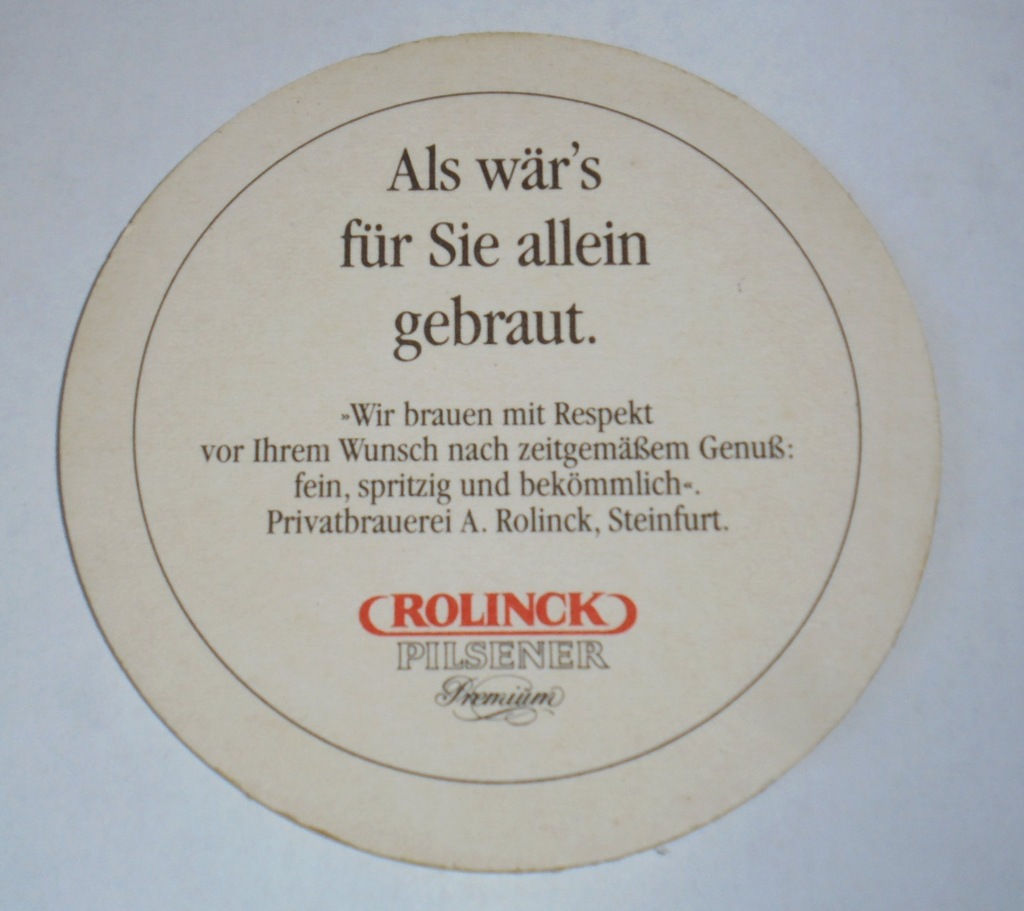 Als wär's
für Sie allein
gebraut.
»Wir brauen mit Respekt
vor Ihrem Wunsch nach zeitgemäßem Genuß:
fein, spritzig und bekömmlich«.
Privatbrauerei A. Rolinck, Steinfurt.
ROLINCK
PILSENER
Premium